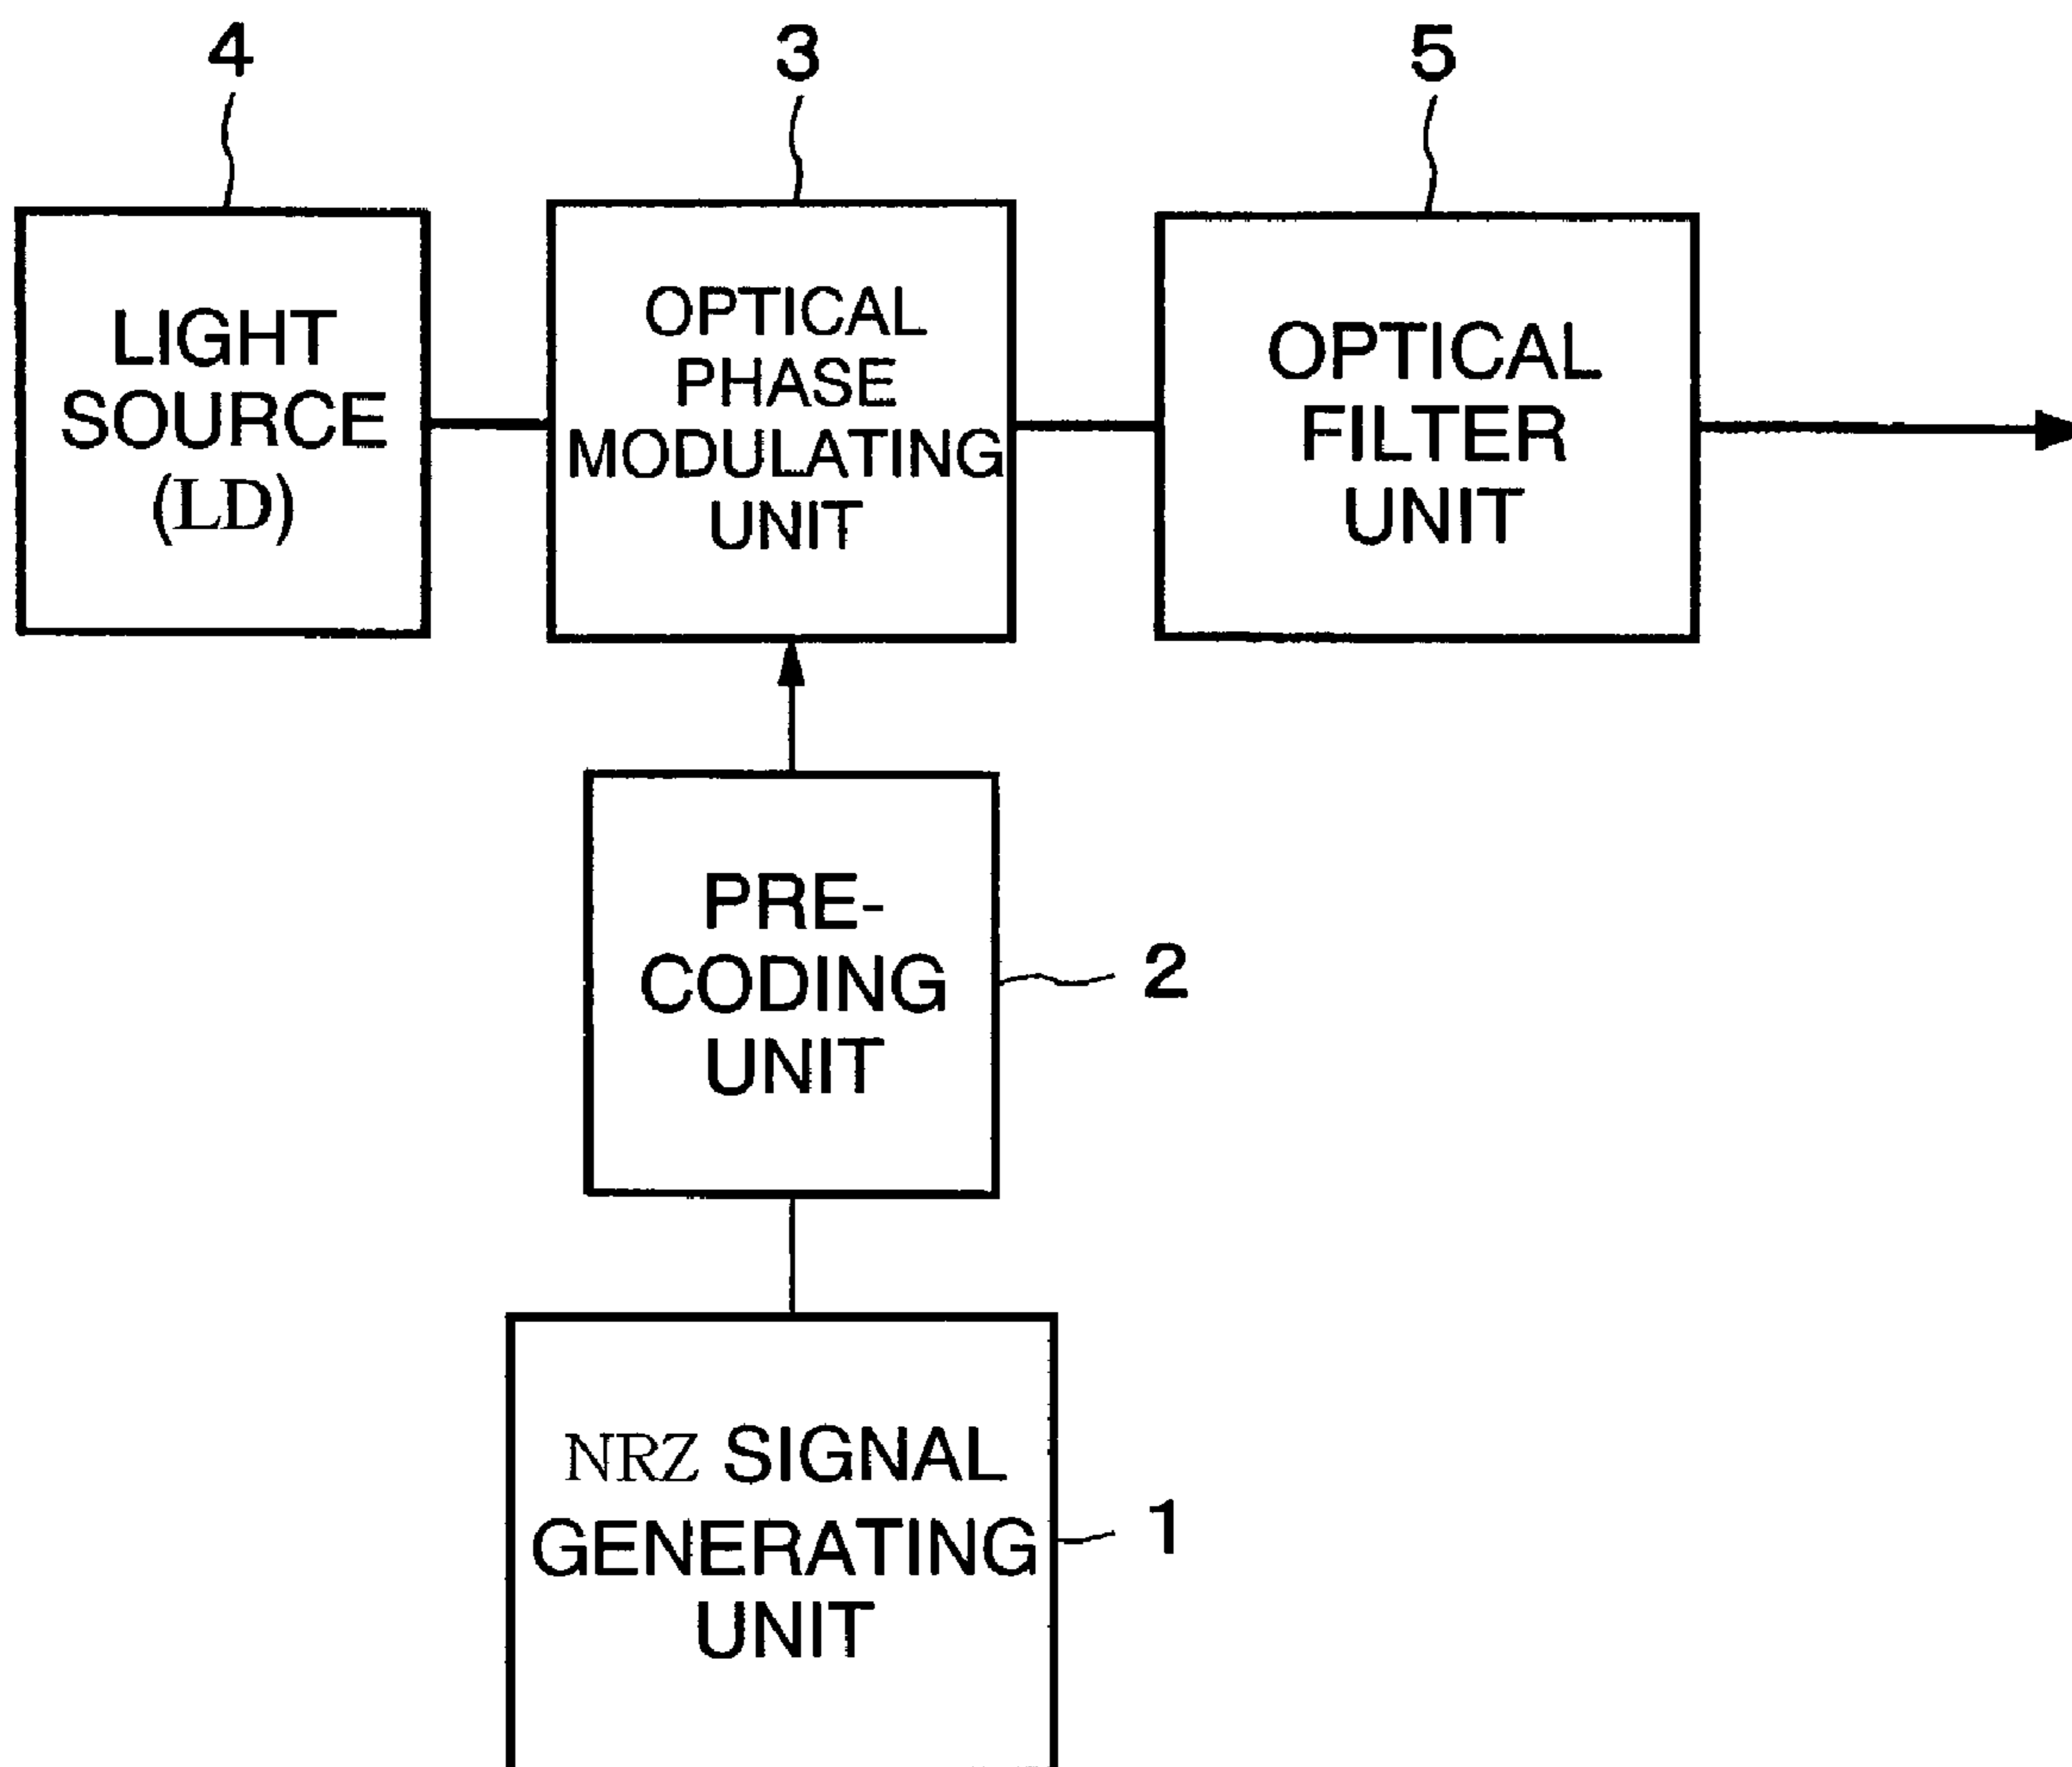 4
3
5
LIGHT
SOURCE
(LD)
OPTICAL
PHASE
MODULATING
UNIT
OPTICAL
FILTER
UNIT
PRE-
CODING
UNIT
2
NRZ SIGNAL
GENERATING
UNIT
1